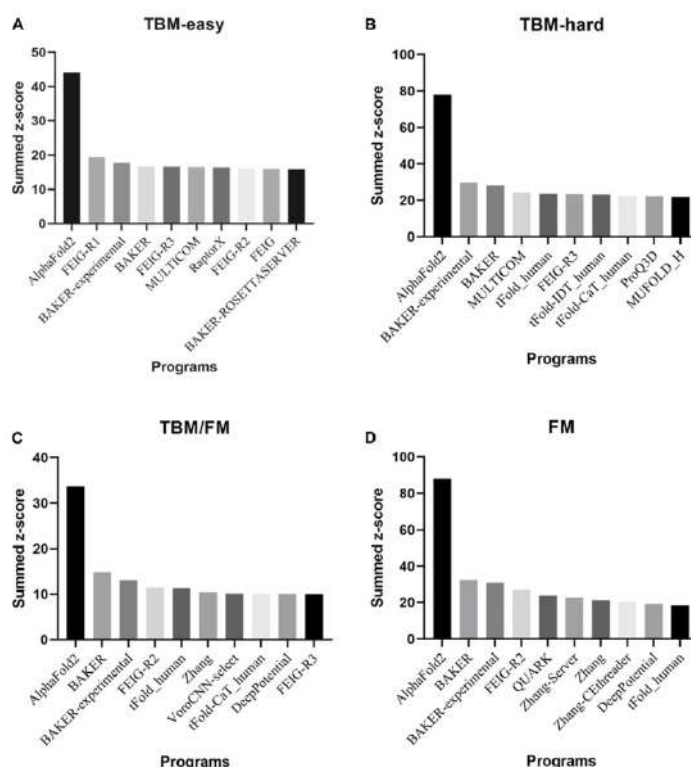 A
TBM-easy
Summed z-score
50
40
30
20
10
0
AlphaFold2
FEIG-R1
BAKER-experimental
BAKER
FEIG-R3
MULTICOM
RaptorX
FEIG-R2
FEIG
BAKER-ROSETTASERVER
Programs
B
TBM-hard
Summed z-score
100
80
60
40
20
0
AlphaFold2
BAKER-experimental
BAKER
MULTICOM
tFold_human
FEIG-R3
tFold-IDT_human
tFold-CaT_human
ProQ3D
MUFOLD_H
Programs
C
TBM/FM
Summed z-score
40
30
20
10
0
AlphaFold2
BAKER
BAKER-experimental
FEIG-R2
tFold_human
Zhang
VoroCNN-select
tFold-CaT_human
DeepPotential
FEIG-R3
Programs
D
FM
Summed z-score
100
80
60
40
20
0
AlphaFold2
BAKER
BAKER-experimental
FEIG-R2
QUARK
Zhang-Server
Zhang
Zhang-CEthreader
DeepPotential
tFold_human
Programs